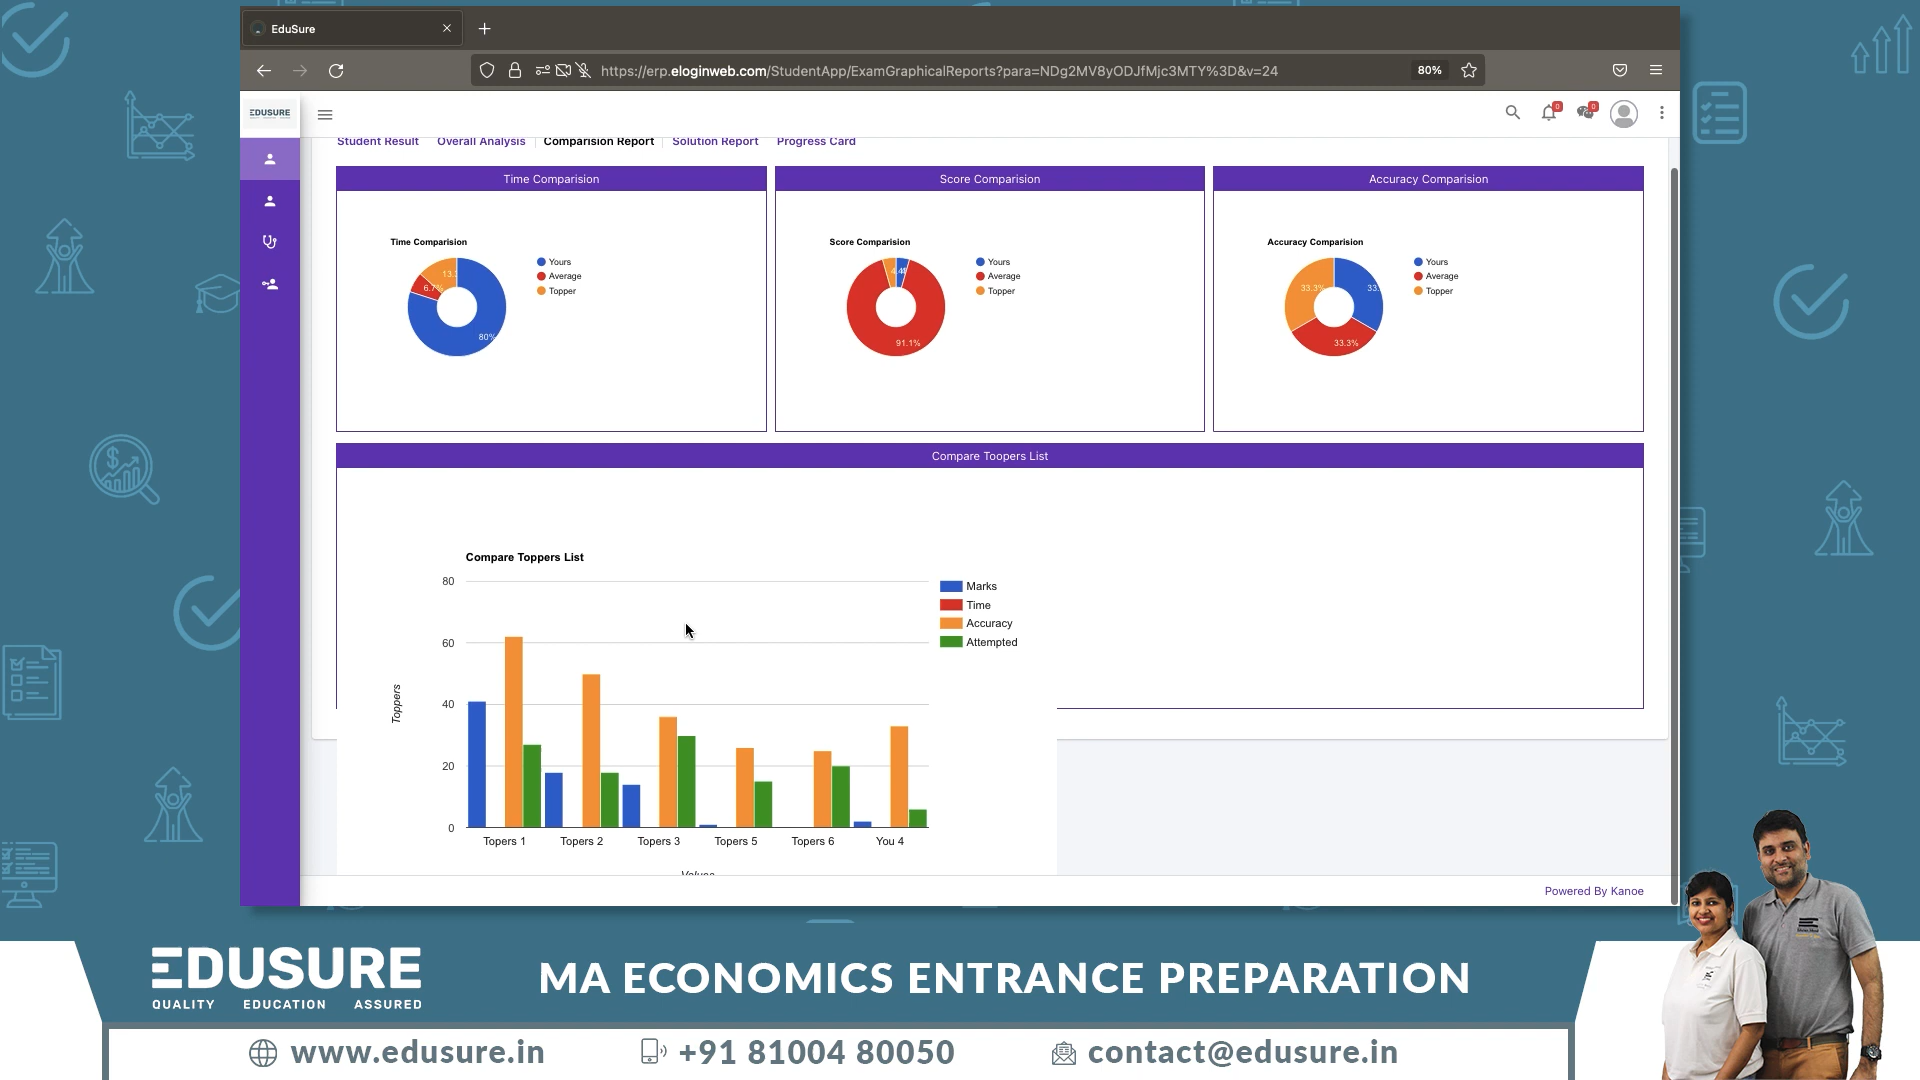 EduSure
https://erp.eloginweb.com/StudentApp/ExamGraphicalReports?para=NDg2MV8yODJfMjc3MTY%3D&v=24
80%
EDUSURE
0
0
Student Result
Overall Analysis
Comparision Report
Solution Report
Progress Card
Time Comparision
Score Comparision
Accuracy Comparision
Time Comparision
Yours
Average
Topper
6.7%
80%
Score Comparision
Yours
Average
Topper
91.1%
Accuracy Comparision
Yours
Average
Topper
33.3%
33.3%
Compare Toopers List
Compare Toppers List
80
60
40
20
0
Toppers
Marks
Time
Accuracy
Attempted
Topers 1
Topers 2
Topers 3
Topers 5
Topers 6
You 4
Values
Powered By Kanoe
EDUSURE
QUALITY EDUCATION ASSURED
MA ECONOMICS ENTRANCE PREPARATION
www.edusure.in
+91 81004 80050
contact@edusure.in